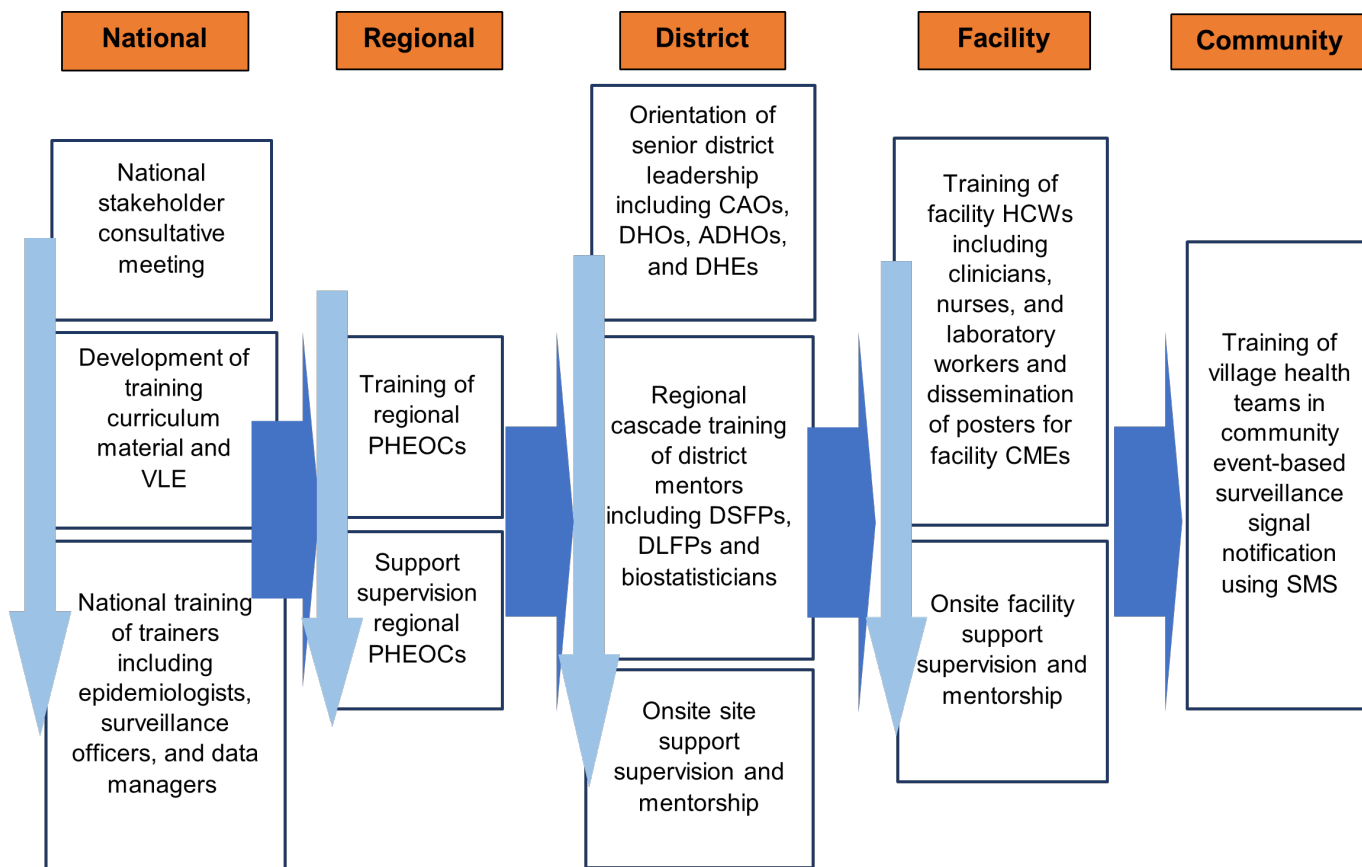 National
Regional
District
Facility
Community
National
stakeholder
consultative
meeting
Development of
training
curriculum
material and
VLE
National training
of trainers
including
epidemiologists,
surveillance
officers, and data
managers
Training of
regional
PHEOCs
Support
supervision
regional
PHEOCs
Orientation of
senior district
leadership
including CAOs,
DHOs, ADHOs,
and DHEs
Regional
cascade training
of district
mentors
including DSFPs,
DLFPs and
biostatisticians
Onsite site
support
supervision and
mentorship
Training of
facility HCWs
including
clinicians,
nurses, and
laboratory
workers and
dissemination
of posters for
facility CMEs
Onsite facility
support
supervision and
mentorship
Training of
village health
teams in
community
event-based
surveillance
signal
notification
using SMS